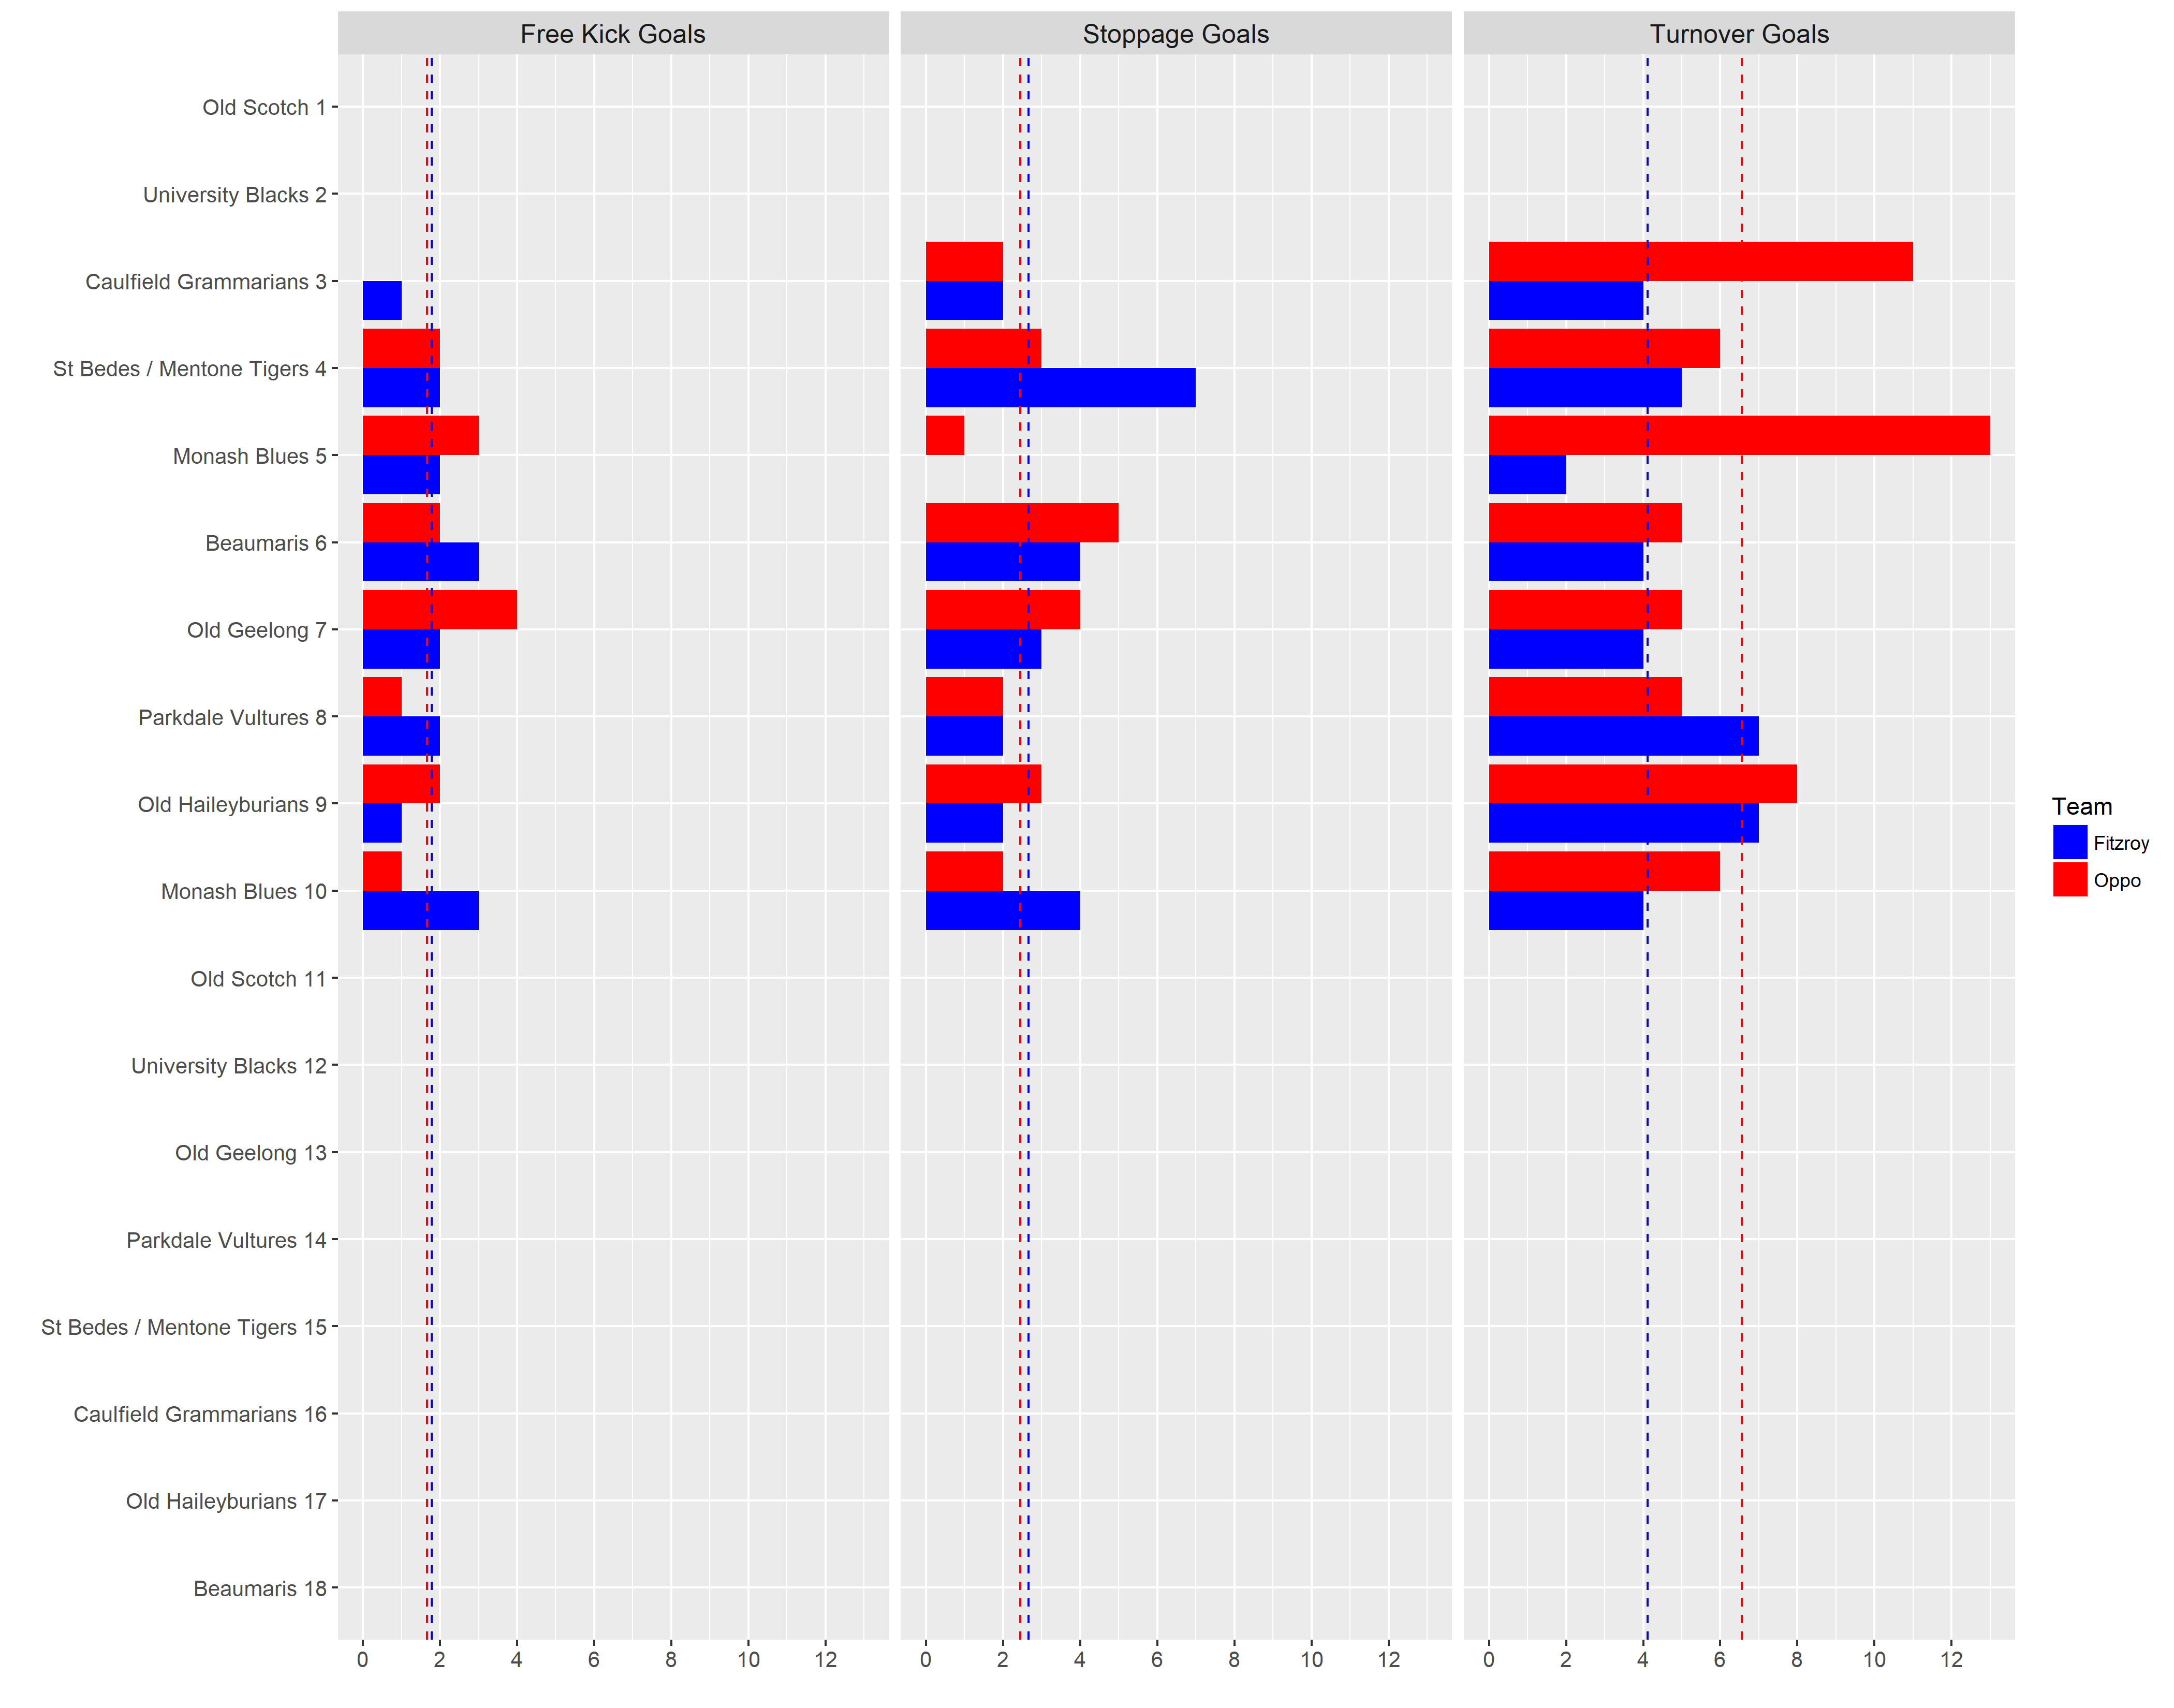 Free Kick Goals
Stoppage Goals
Turnover Goals
Old Scotch 1
University Blacks 2
Caulfield Grammarians 3
St Bedes / Mentone Tigers 4
Monash Blues 5
Beaumaris 6
Old Geelong 7
Parkdale Vultures 8
Old Haileyburians 9
Monash Blues 10
Old Scotch 11
University Blacks 12
Old Geelong 13
Parkdale Vultures 14
St Bedes / Mentone Tigers 15
Caulfield Grammarians 16
Old Haileyburians 17
Beaumaris 18
0 2 4 6 8 10 12
0 2 4 6 8 10 12
0 2 4 6 8 10 12
Team
Fitzroy
Oppo